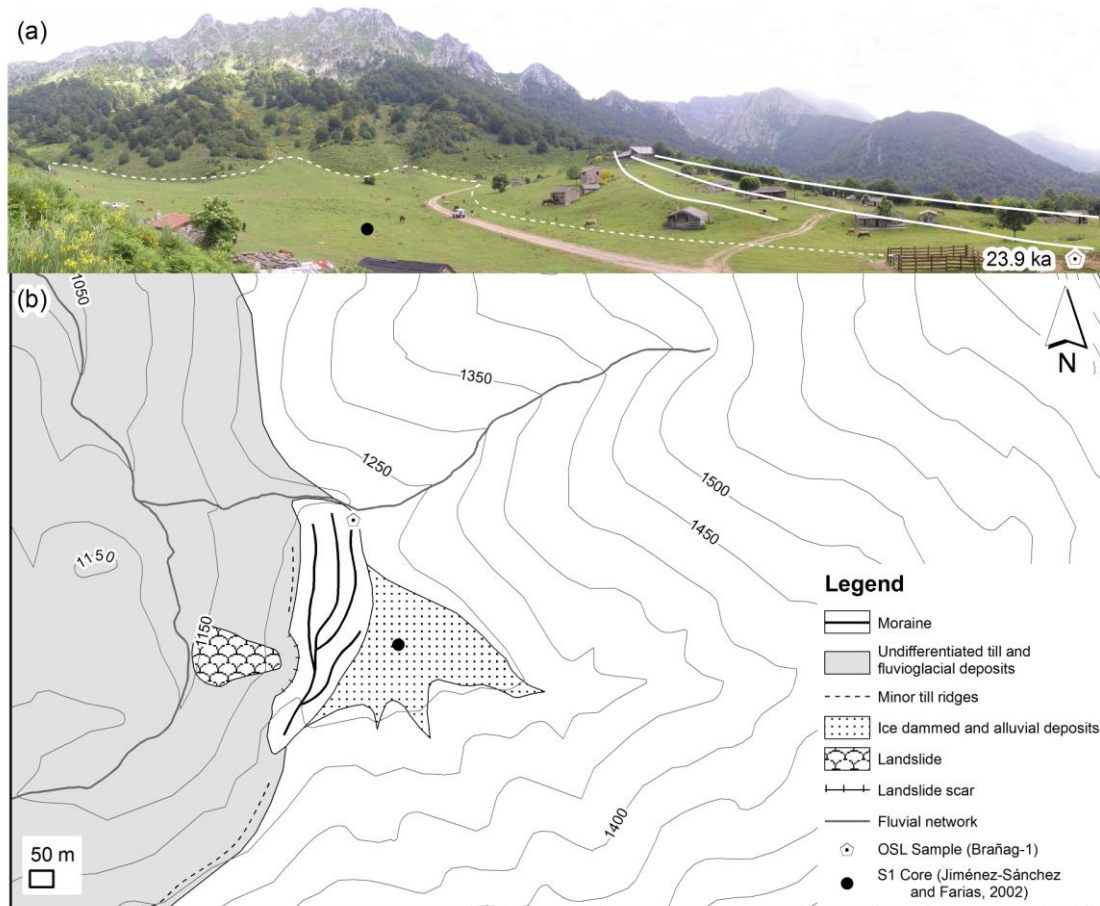 (a)
23.9 ka
(b)
1050
N
1350
1250
1500
1450
1150
1150
1400
50 m
Legend
Moraine
Undifferentiated till and
fluvioglacial deposits
Minor till ridges
Ice dammed and alluvial deposits
Landslide
Landslide scar
Fluvial network
OSL Sample (Brañag-1)
S1 Core (Jiménez-Sánchez
and Farias, 2002)